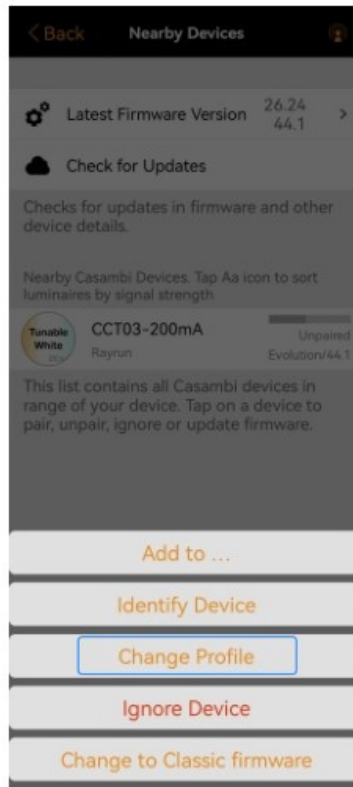 < Back
Nearby Devices
Latest Firmware Version
26.24
44.1
>
Check for Updates
Checks for updates in firmware and other
device details.
Nearby Casambi Devices. Tap Aa icon to sort
luminaires by signal strength
Tunable
White
CCT03-200mA
Rayrun
Unpaired
Evolution/44.1
This list contains all Casambi devices in
range of your device. Tap on a device to
pair, unpair, ignore or update firmware.
Add to ...
Identify Device
Change Profile
Ignore Device
Change to Classic firmware